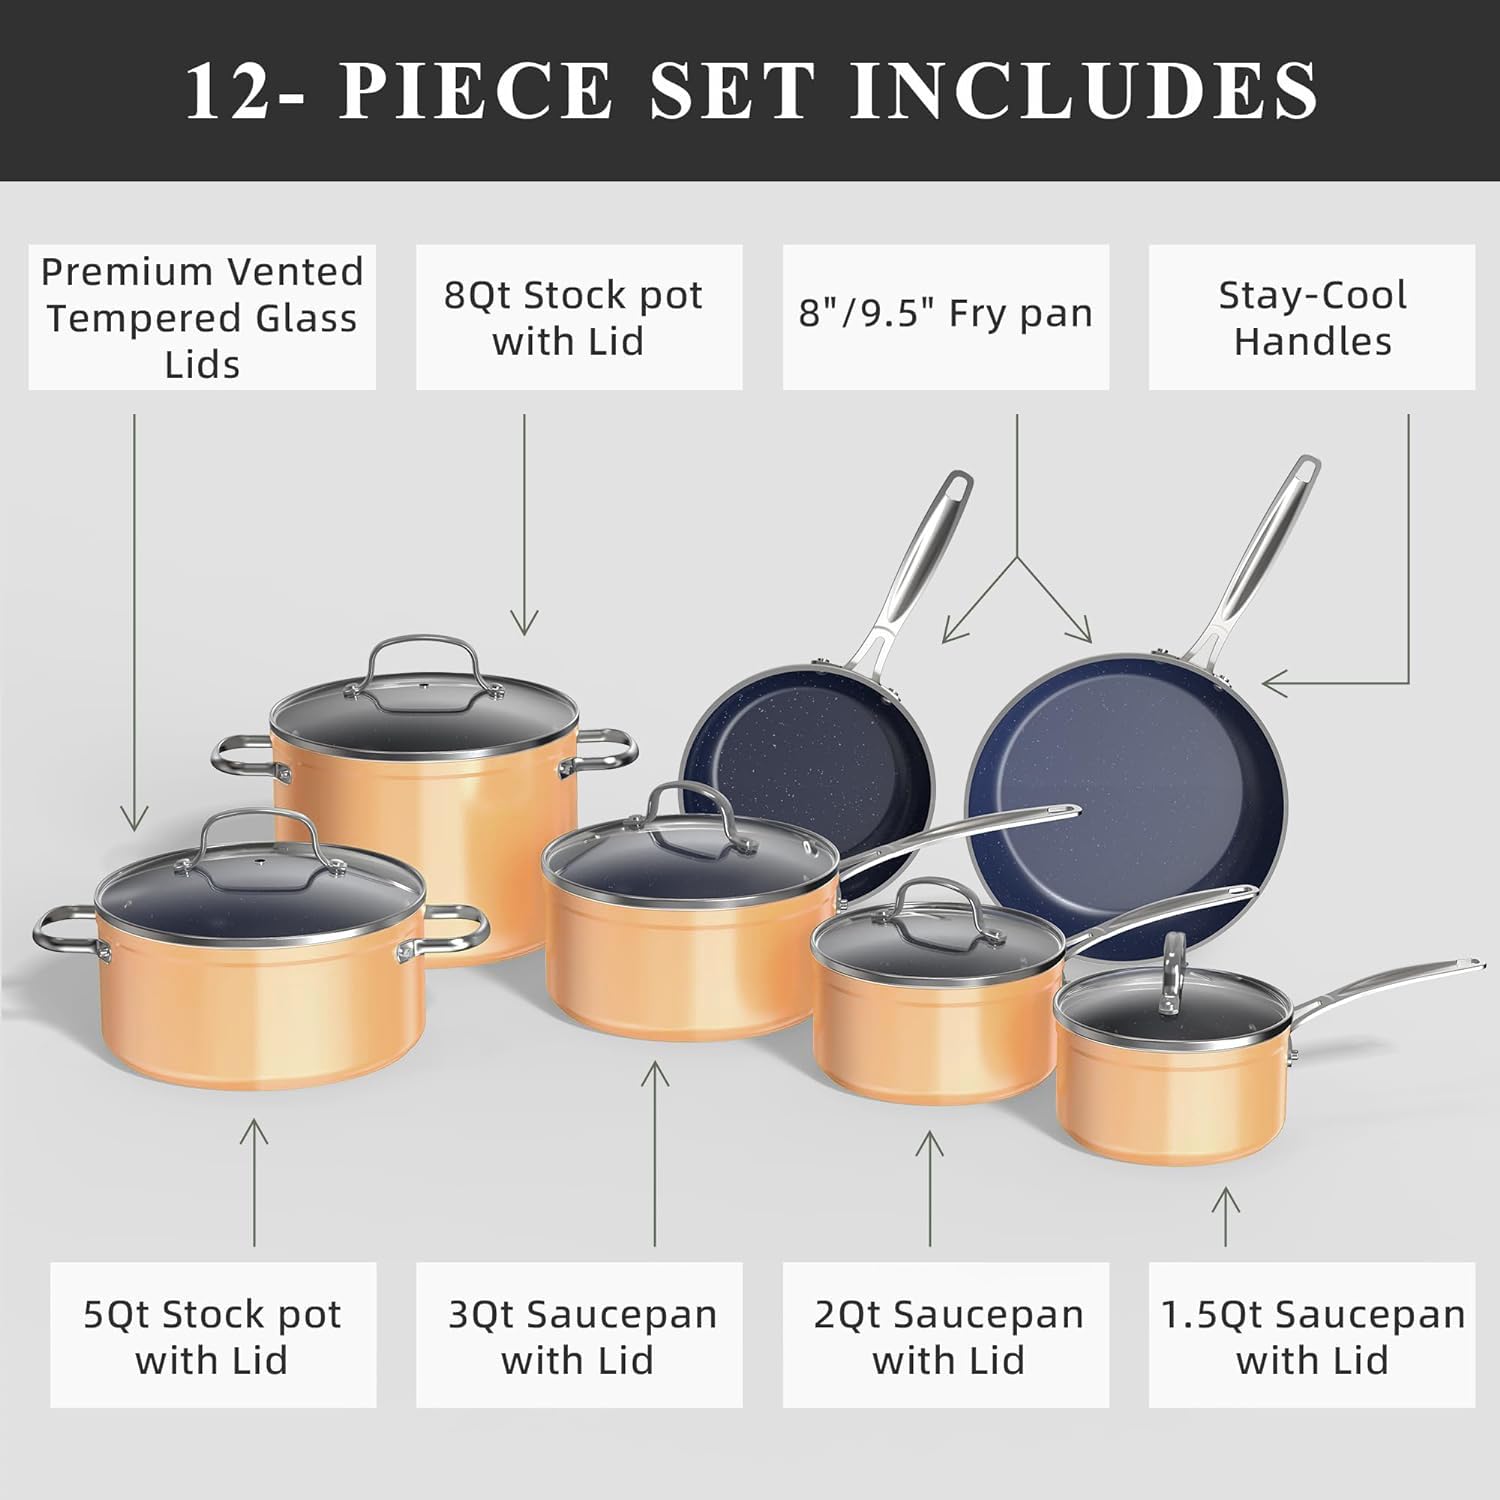 12- PIECE SET INCLUDES
Premium Vented
Tempered Glass
Lids
8Qt Stock pot
with Lid
8"/9.5" Fry pan
Stay-Cool
Handles
5Qt Stock pot
with Lid
3Qt Saucepan
with Lid
2Qt Saucepan
with Lid
1.5Qt Saucepan
with Lid